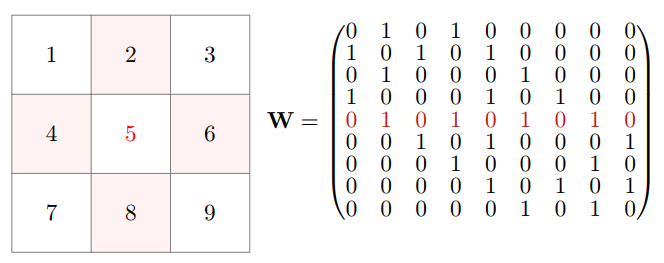 1 2 3
4 5 6
7 8 9
W =
0 1 0 1 0 0 0 0 0
1 0 1 0 1 0 0 0 0
0 1 0 0 0 1 0 0 0
1 0 0 0 1 0 1 0 0
0 1 0 1 0 1 0 1 0
0 0 1 0 1 0 0 0 1
0 0 0 1 0 0 0 1 0
0 0 0 0 1 0 1 0 1
0 0 0 0 0 1 0 1 0